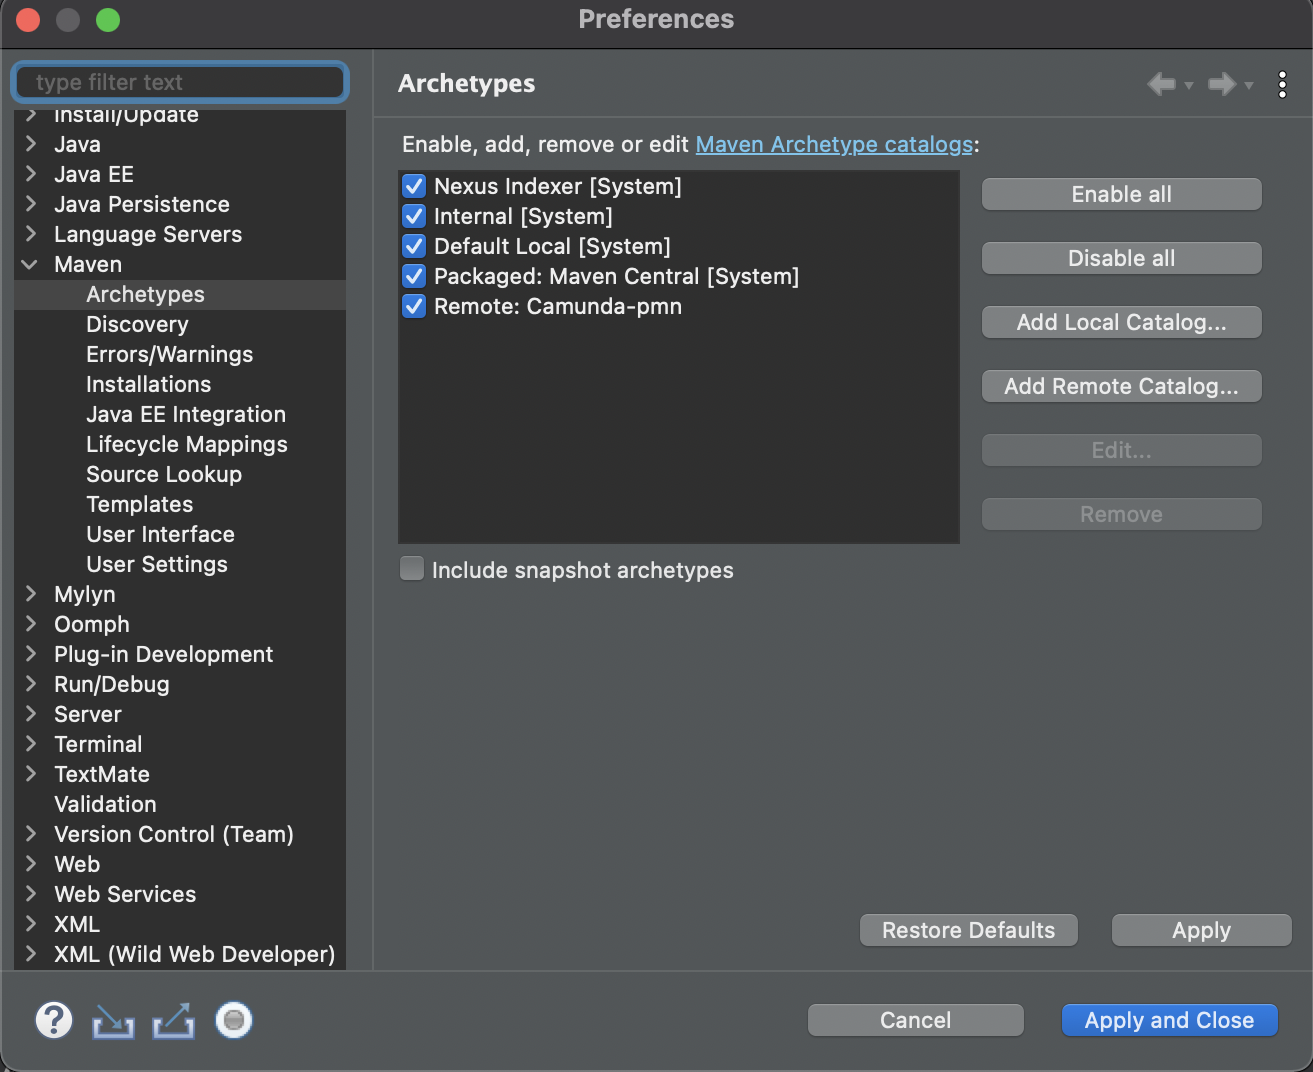 Preferences
type filter text
Install/Update
Java
Java EE
Java Persistence
Language Servers
Maven
Archetypes
Discovery
Errors/Warnings
Installations
Java EE Integration
Lifecycle Mappings
Source Lookup
Templates
User Interface
User Settings
Mylyn
Oomph
Plug-in Development
Run/Debug
Server
Terminal
TextMate
Validation
Version Control (Team)
Web
Web Services
XML
XML (Wild Web Developer)
Archetypes
Enable, add, remove or edit Maven Archetype catalogs:
Nexus Indexer [System]
Internal [System]
Default Local [System]
Packaged: Maven Central [System]
Remote: Camunda-pmn
Enable all
Disable all
Add Local Catalog...
Add Remote Catalog...
Edit...
Remove
Include snapshot archetypes
Restore Defaults
Apply
?
Cancel
Apply and Close